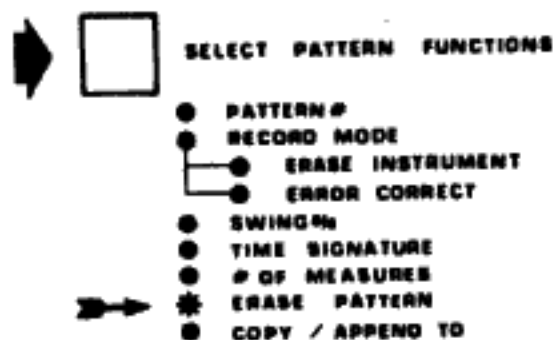 SELECT PATTERN FUNCTIONS
PATTERN#
RECORD MODE
ERASE INSTRUMENT
ERROR CORRECT
SWING%
TIME SIGNATURE
# OF MEASURES
ERASE PATTERN
COPY / APPEND TO